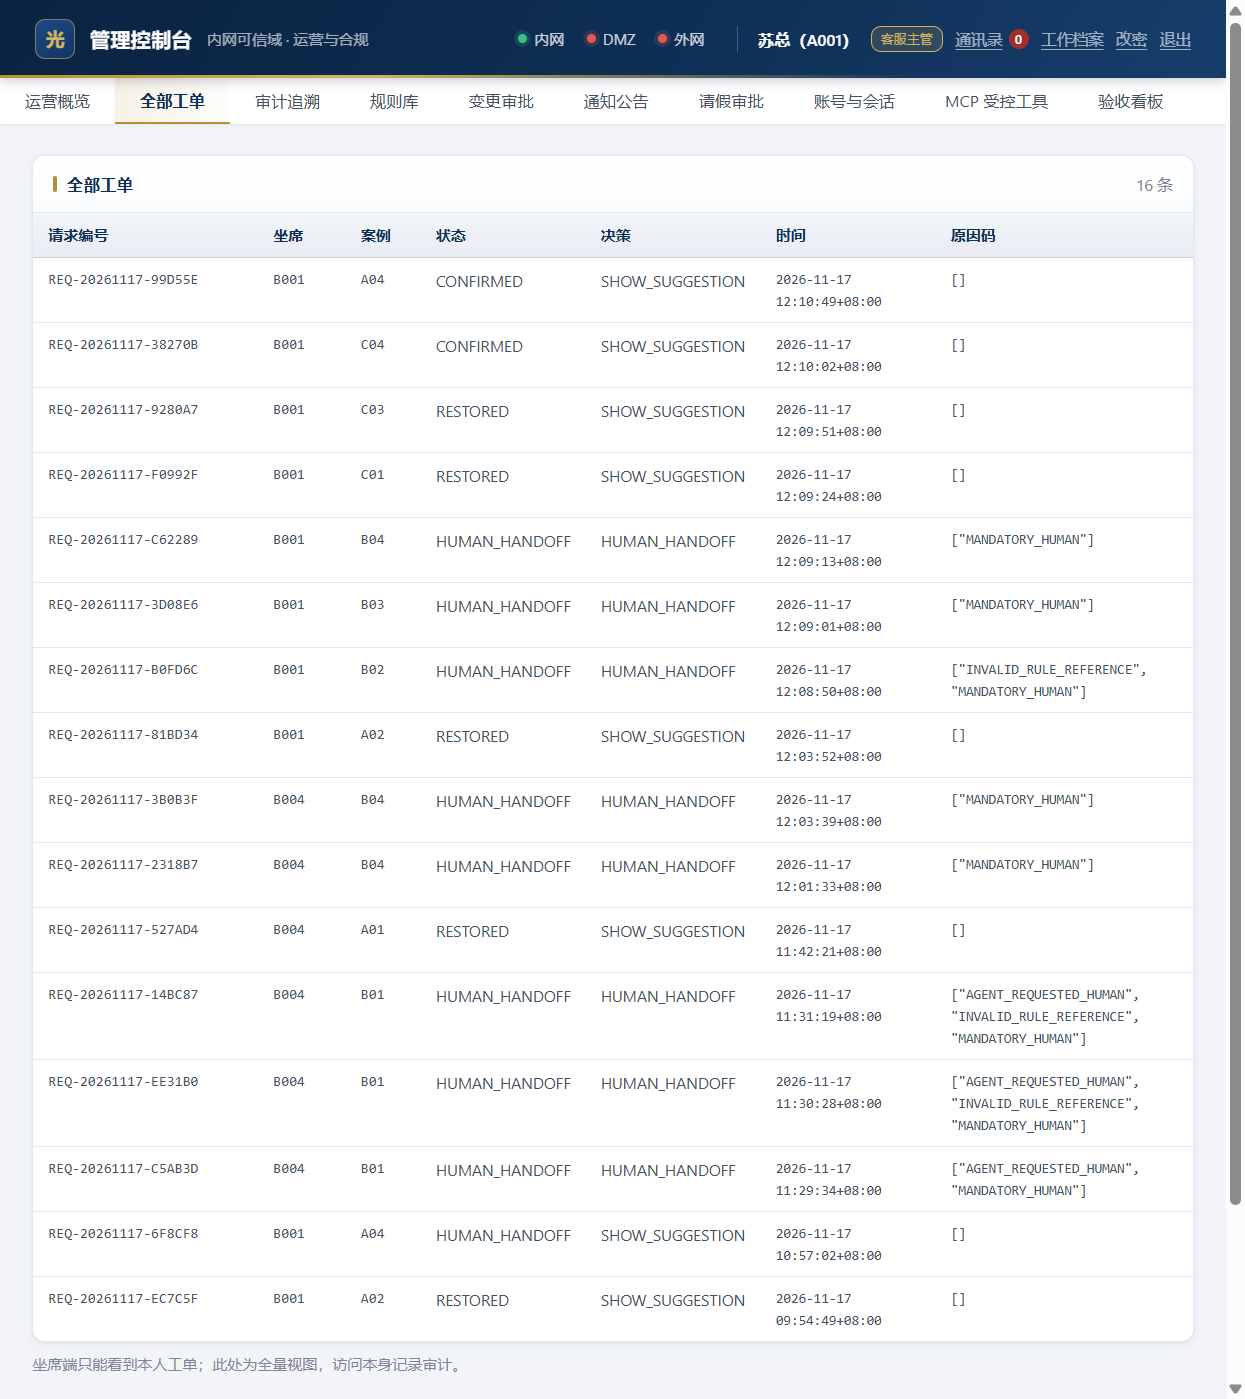 光 管理控制台 内网可信域 · 运营与合规 内网 DMZ 外网 苏总 (A001) 客服主管 通讯录 0 工作档案 改密 退出
运营概览 全部工单 审计追溯 规则库 变更审批 通知公告 请假审批 账号与会话 MCP 受控工具 验收看板
全部工单 16 条
请求编号 坐席 案例 状态 决策 时间 原因码
REQ-20261117-99D55E B001 A04 CONFIRMED SHOW_SUGGESTION 2026-11-17 []
12:10:49+08:00
REQ-20261117-38270B B001 C04 CONFIRMED SHOW_SUGGESTION 2026-11-17 []
12:10:02+08:00
REQ-20261117-9280A7 B001 C03 RESTORED SHOW_SUGGESTION 2026-11-17 []
12:09:51+08:00
REQ-20261117-F0992F B001 C01 RESTORED SHOW_SUGGESTION 2026-11-17 []
12:09:24+08:00
REQ-20261117-C62289 B001 B04 HUMAN_HANDOFF HUMAN_HANDOFF 2026-11-17 ["MANDATORY_HUMAN"]
12:09:13+08:00
REQ-20261117-3D08E6 B001 B03 HUMAN_HANDOFF HUMAN_HANDOFF 2026-11-17 ["MANDATORY_HUMAN"]
12:09:01+08:00
REQ-20261117-B0FD6C B001 B02 HUMAN_HANDOFF HUMAN_HANDOFF 2026-11-17 ["INVALID_RULE_REFERENCE",
12:08:50+08:00 "MANDATORY_HUMAN"]
REQ-20261117-81BD34 B001 A02 RESTORED SHOW_SUGGESTION 2026-11-17 []
12:03:52+08:00
REQ-20261117-3B0B3F B004 B04 HUMAN_HANDOFF HUMAN_HANDOFF 2026-11-17 ["MANDATORY_HUMAN"]
12:03:39+08:00
REQ-20261117-2318B7 B004 B04 HUMAN_HANDOFF HUMAN_HANDOFF 2026-11-17 ["MANDATORY_HUMAN"]
12:01:33+08:00
REQ-20261117-527AD4 B004 A01 RESTORED SHOW_SUGGESTION 2026-11-17 []
11:42:21+08:00
REQ-20261117-14BC87 B004 B01 HUMAN_HANDOFF HUMAN_HANDOFF 2026-11-17 ["AGENT_REQUESTED_HUMAN",
11:31:19+08:00 "INVALID_RULE_REFERENCE",
"MANDATORY_HUMAN"]
REQ-20261117-EE31B0 B004 B01 HUMAN_HANDOFF HUMAN_HANDOFF 2026-11-17 ["AGENT_REQUESTED_HUMAN",
11:30:28+08:00 "INVALID_RULE_REFERENCE",
"MANDATORY_HUMAN"]
REQ-20261117-C5AB3D B004 B01 HUMAN_HANDOFF HUMAN_HANDOFF 2026-11-17 ["AGENT_REQUESTED_HUMAN",
11:29:34+08:00 "MANDATORY_HUMAN"]
REQ-20261117-6F8CF8 B001 A04 HUMAN_HANDOFF SHOW_SUGGESTION 2026-11-17 []
10:57:02+08:00
REQ-20261117-EC7C5F B001 A02 RESTORED SHOW_SUGGESTION 2026-11-17 []
09:54:49+08:00
坐席端只能看到本人工单；此处为全量视图，访问本身记录审计。